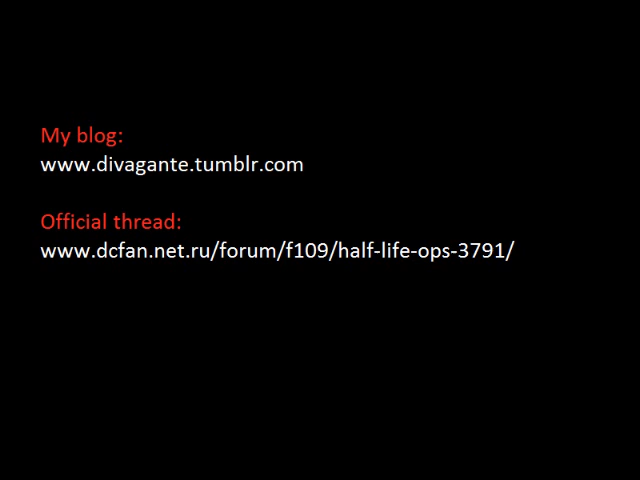 My blog:
www.divagante.tumblr.com
Official thread:
www.dcfan.net.ru/forum/f109/half-life-ops-3791/